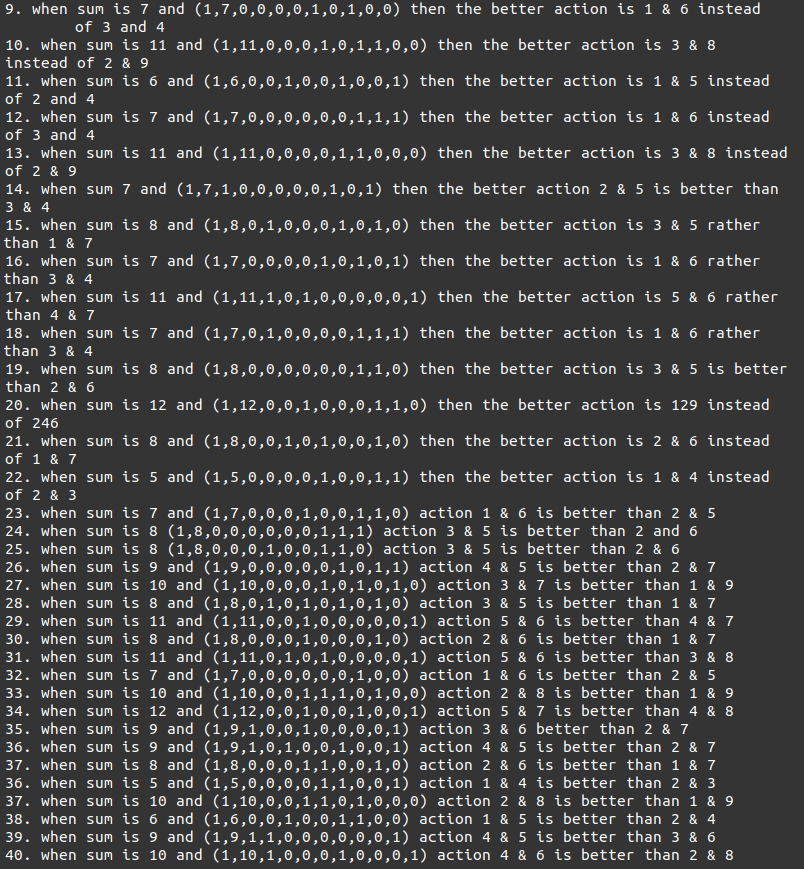 9. when sum is 7 and (1,7,0,0,0,0,1,0,1,0,0) then the better action is 1 & 6 instead
of 3 and 4
10. when sum is 11 and (1,11,0,0,0,1,0,1,1,0,0) then the better action is 3 & 8
instead of 2 & 9
11. when sum is 6 and (1,6,0,0,1,0,0,1,0,0,1) then the better action is 1 & 5 instead
of 2 and 4
12. when sum is 7 and (1,7,0,0,0,0,0,0,1,1,1) then the better action is 1 & 6 instead
of 3 and 4
13. when sum is 11 and (1,11,0,0,0,0,1,1,0,0,0) then the better action is 3 & 8 instead
of 2 & 9
14. when sum 7 and (1,7,1,0,0,0,0,0,1,0,1) then the better action 2 & 5 is better than
3 & 4
15. when sum is 8 and (1,8,0,1,0,0,0,1,0,1,0) then the better action is 3 & 5 rather
than 1 & 7
16. when sum is 7 and (1,7,0,0,0,0,1,0,1,0,1) then the better action is 1 & 6 rather
than 3 & 4
17. when sum is 11 and (1,11,1,0,1,0,0,0,0,0,1) then the better action is 5 & 6 rather
than 4 & 7
18. when sum is 7 and (1,7,0,1,0,0,0,0,1,1,1) then the better action is 1 & 6 rather
than 3 & 4
19. when sum is 8 and (1,8,0,0,0,0,0,0,1,1,0) then the better action is 3 & 5 is better
than 2 & 6
20. when sum is 12 and (1,12,0,0,1,0,0,0,1,1,0) then the better action is 129 instead
of 246
21. when sum is 8 and (1,8,0,0,1,0,1,0,0,1,0) then the better action is 2 & 6 instead
of 1 & 7
22. when sum is 5 and (1,5,0,0,0,0,1,0,0,1,1) then the better action is 1 & 4 instead
of 2 & 3
23. when sum is 7 and (1,7,0,0,0,1,0,0,1,1,0) action 1 & 6 is better than 2 & 5
24. when sum is 8 (1,8,0,0,0,0,0,0,1,1,1) action 3 & 5 is better than 2 and 6
25. when sum is 8 (1,8,0,0,0,1,0,0,1,1,0) action 3 & 5 is better than 2 & 6
26. when sum is 9 and (1,9,0,0,0,0,0,1,0,1,1) action 4 & 5 is better than 2 & 7
27. when sum is 10 and (1,10,0,0,0,1,0,1,0,1,0) action 3 & 7 is better than 1 & 9
28. when sum is 8 and (1,8,0,1,0,1,0,1,0,1,0) action 3 & 5 is better than 1 & 7
29. when sum is 11 and (1,11,0,0,1,0,0,0,0,0,1) action 5 & 6 is better than 4 & 7
30. when sum is 8 and (1,8,0,0,0,1,0,0,0,1,0) action 2 & 6 is better than 1 & 7
31. when sum is 11 and (1,11,0,1,0,1,0,0,0,0,1) action 5 & 6 is better than 3 & 8
32. when sum is 7 and (1,7,0,0,0,0,0,0,1,0,0) action 1 & 6 is better than 2 & 5
33. when sum is 10 and (1,10,0,0,1,1,1,0,1,0,0) action 2 & 8 is better than 1 & 9
34. when sum is 12 and (1,12,0,0,1,0,0,1,0,0,1) action 5 & 7 is better than 4 & 8
35. when sum is 9 and (1,9,1,0,0,1,0,0,0,0,1) action 3 & 6 better than 2 & 7
36. when sum is 9 and (1,9,1,0,1,0,0,1,0,0,1) action 4 & 5 is better than 2 & 7
37. when sum is 8 and (1,8,0,0,0,1,1,0,0,1,0) action 2 & 6 is better than 1 & 7
36. when sum is 5 and (1,5,0,0,0,0,1,1,0,0,1) action 1 & 4 is better than 2 & 3
37. when sum is 10 and (1,10,0,0,1,1,0,1,0,0,0) action 2 & 8 is better than 1 & 9
38. when sum is 6 and (1,6,0,0,1,0,0,1,1,0,0) action 1 & 5 is better than 2 & 4
39. when sum is 9 and (1,9,1,1,0,0,0,0,0,0,1) action 4 & 5 is better than 3 & 6
40. when sum is 10 and (1,10,1,0,0,0,1,0,0,0,1) action 4 & 6 is better than 2 & 8